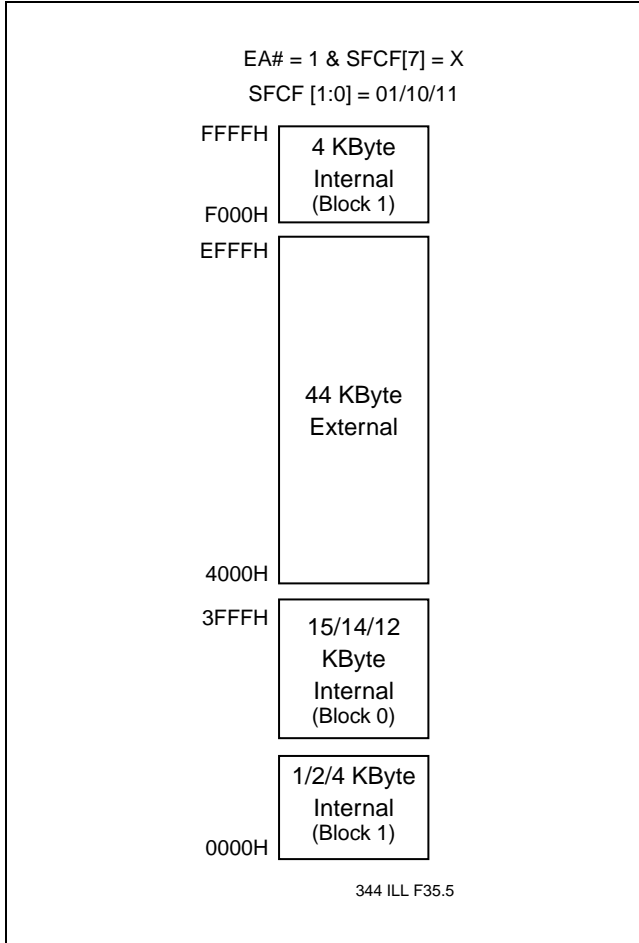 EA# = 1 & SFCF[7] = X
SFCF [1:0] = 01/10/11
FFFFH
4 KByte
Internal
(Block 1)
F000H
EFFFH
44 KByte
External
4000H
3FFFH
15/14/12
KByte
Internal
(Block 0)
1/2/4 KByte
Internal
(Block 1)
0000H
344 ILL F35.5